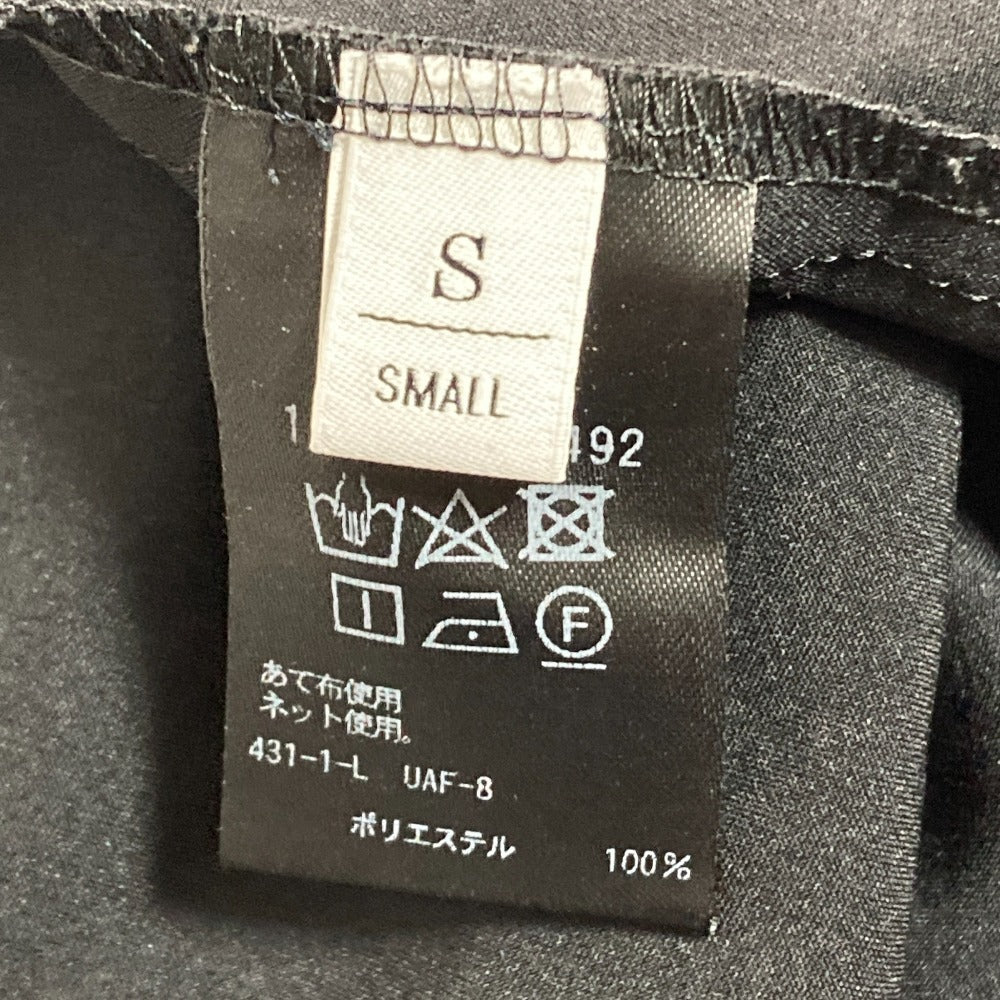 S
SMALL
492
F
あて布使用
ネット使用。
431-1-L UAF-8
ポリエステル 100%